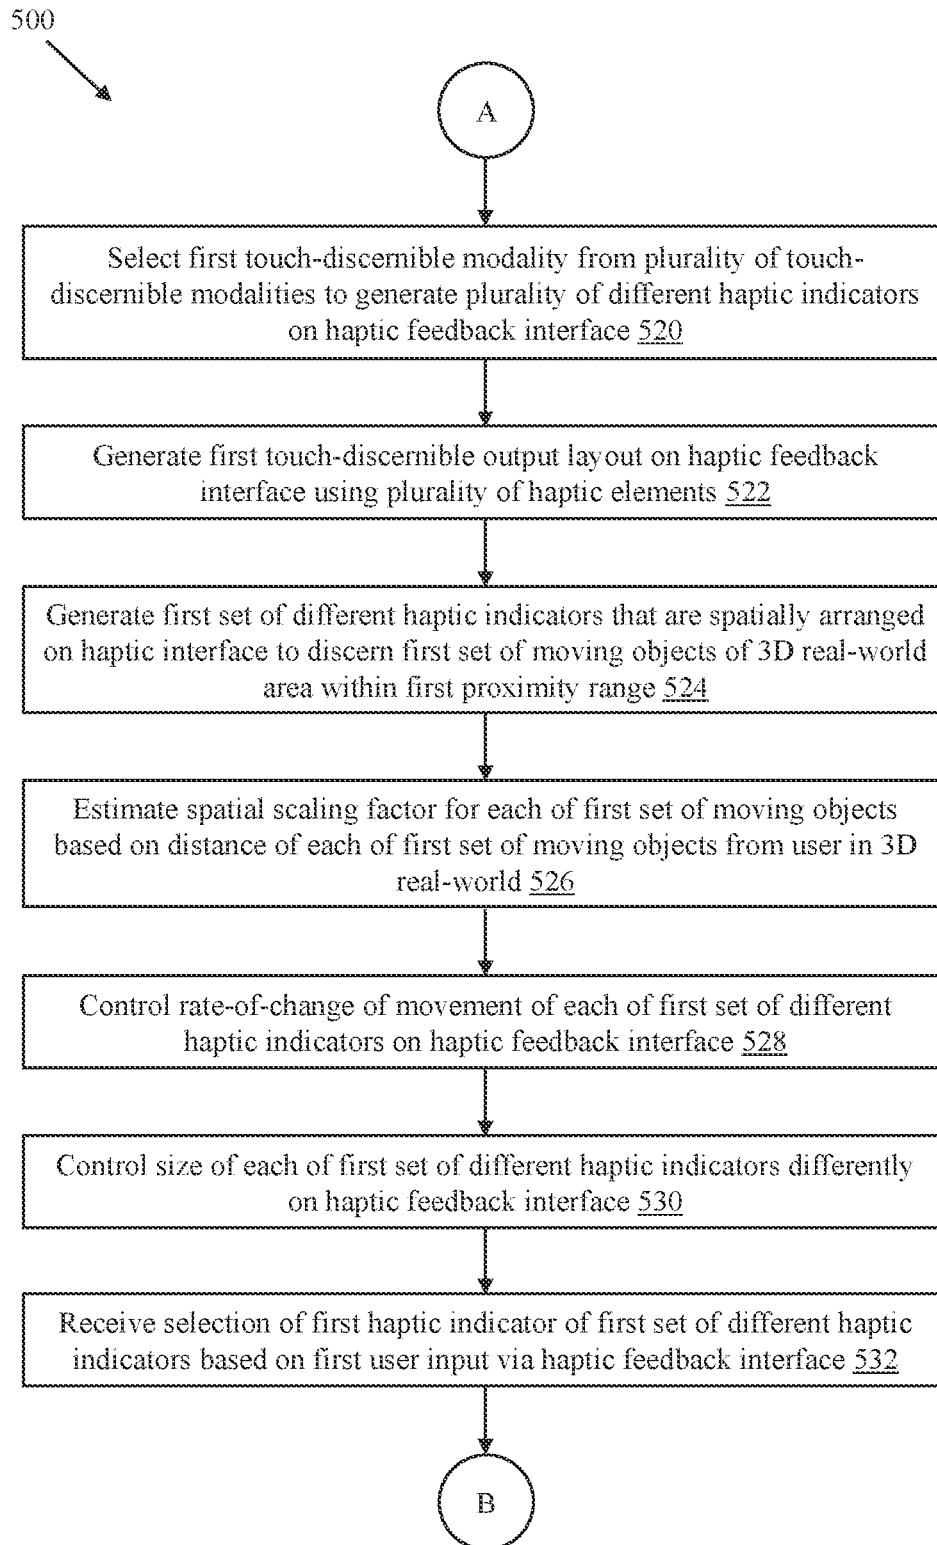 500
A
Select first touch-discernible modality from plurality of touch-
discernible modalities to generate plurality of different haptic indicators
on haptic feedback interface 520
Generate first touch-discernible output layout on haptic feedback
interface using plurality of haptic elements 522
Generate first set of different haptic indicators that are spatially arranged
on haptic interface to discern first set of moving objects of 3D real-world
area within first proximity range 524
Estimate spatial scaling factor for each of first set of moving objects
based on distance of each of first set of moving objects from user in 3D
real-world 526
Control rate-of-change of movement of each of first set of different
haptic indicators on haptic feedback interface 528
Control size of each of first set of different haptic indicators differently
on haptic feedback interface 530
Receive selection of first haptic indicator of first set of different haptic
indicators based on first user input via haptic feedback interface 532
B